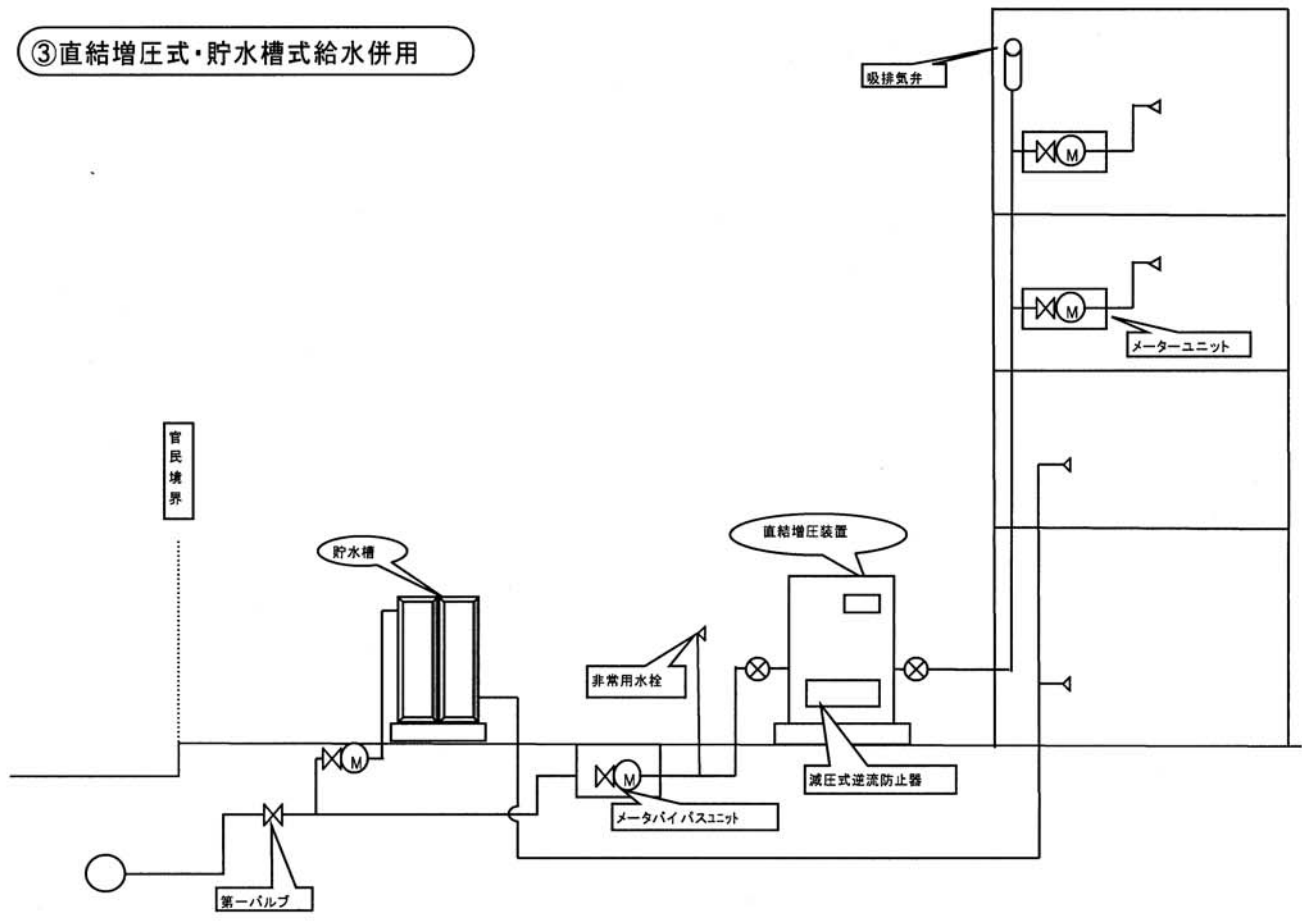 ③直結増圧式・貯水槽式給水併用
吸排気弁
M
M
メーターユニット
官民境界
貯水槽
直結増圧装置
非常用水栓
M
M
減圧式逆流防止器
メータバイパスユニット
第一バルブ